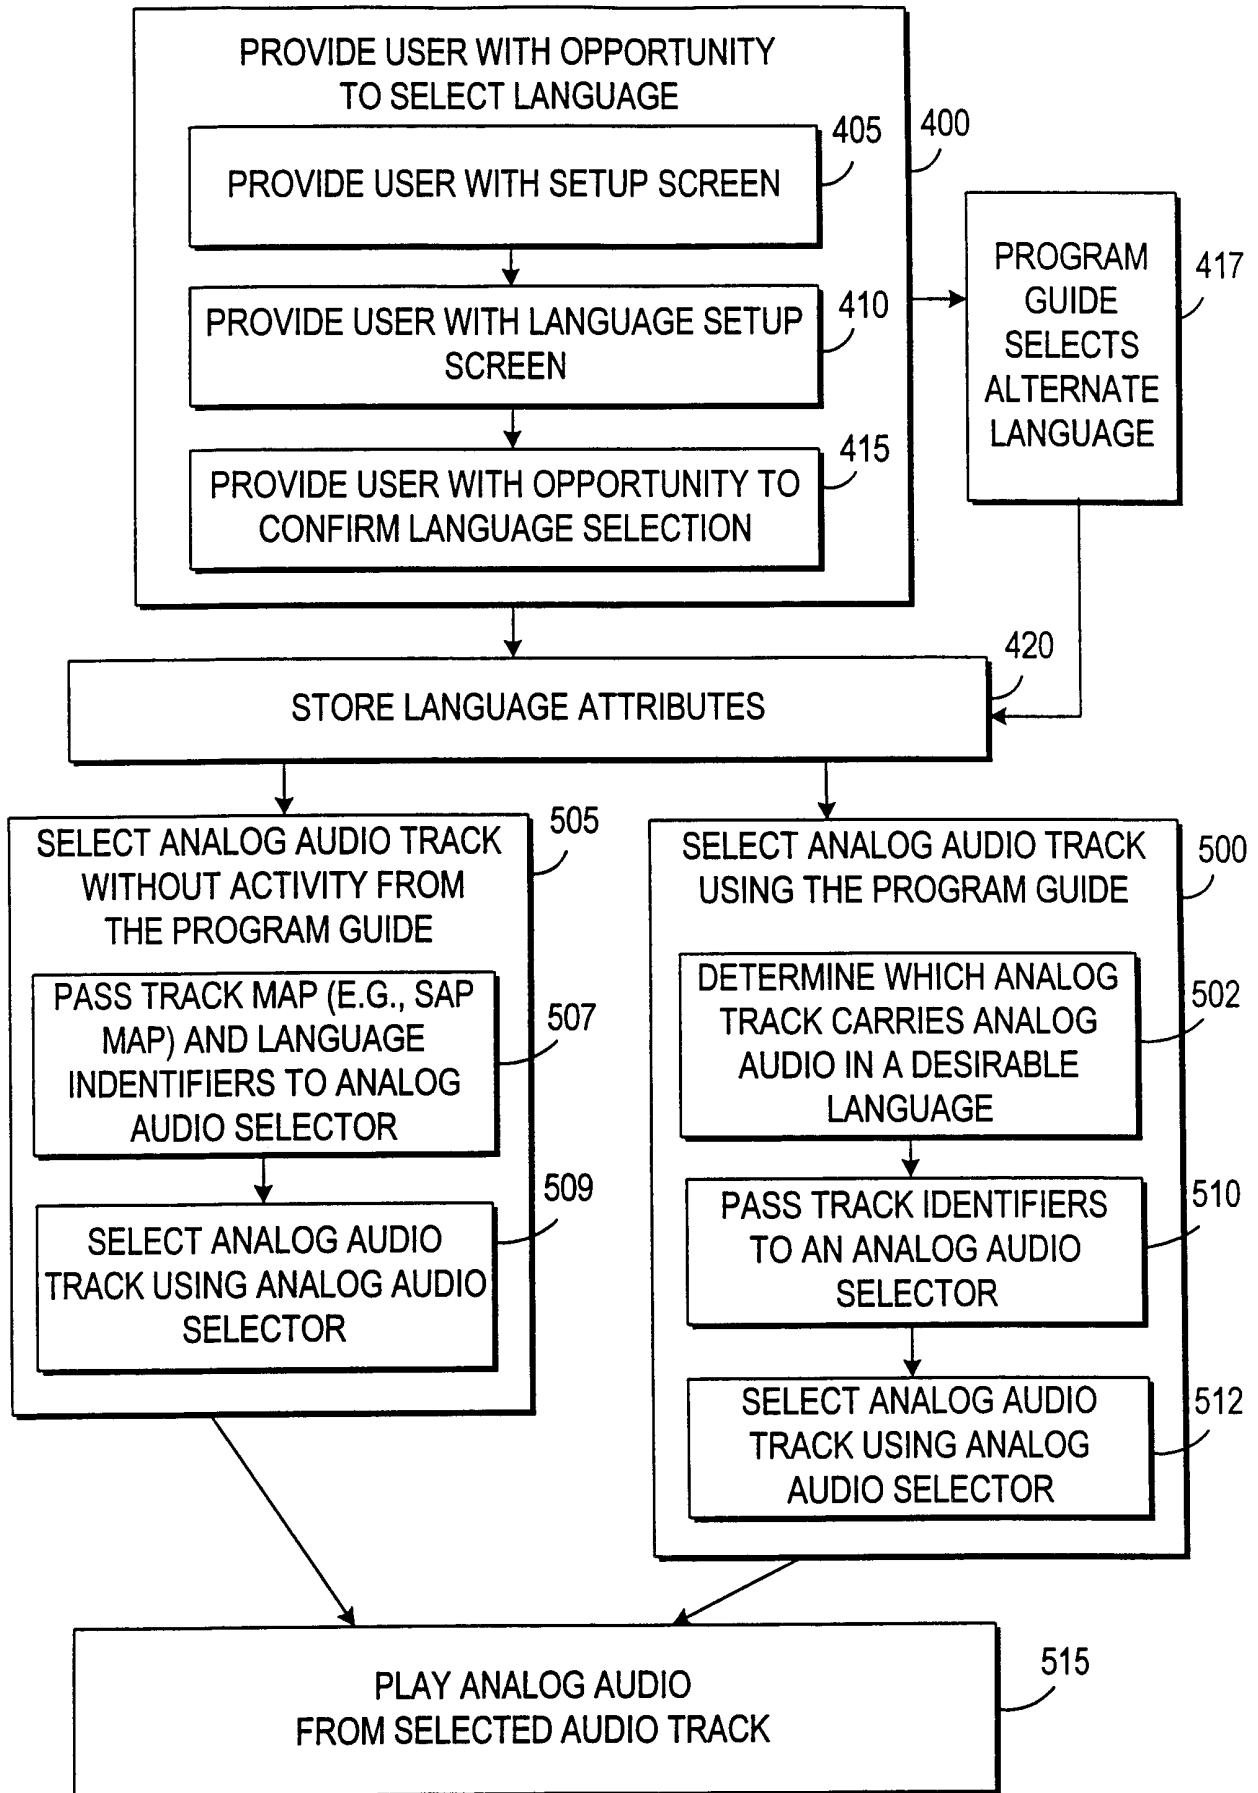 PROVIDE USER WITH OPPORTUNITY
TO SELECT LANGUAGE
400
405
PROVIDE USER WITH SETUP SCREEN
410
PROVIDE USER WITH LANGUAGE SETUP
SCREEN
415
PROVIDE USER WITH OPPORTUNITY TO
CONFIRM LANGUAGE SELECTION
PROGRAM
GUIDE
SELECTS
ALTERNATE
LANGUAGE
417
420
STORE LANGUAGE ATTRIBUTES
505
SELECT ANALOG AUDIO TRACK
WITHOUT ACTIVITY FROM
THE PROGRAM GUIDE
PASS TRACK MAP (E.G., SAP
MAP) AND LANGUAGE
INDENTIFIERS TO ANALOG
AUDIO SELECTOR
507
509
SELECT ANALOG AUDIO
TRACK USING ANALOG AUDIO
SELECTOR
SELECT ANALOG AUDIO TRACK
USING THE PROGRAM GUIDE
500
DETERMINE WHICH ANALOG
TRACK CARRIES ANALOG
AUDIO IN A DESIRABLE
LANGUAGE
502
PASS TRACK IDENTIFIERS
TO AN ANALOG AUDIO
SELECTOR
510
SELECT ANALOG AUDIO
TRACK USING ANALOG
AUDIO SELECTOR
512
PLAY ANALOG AUDIO
FROM SELECTED AUDIO TRACK
515